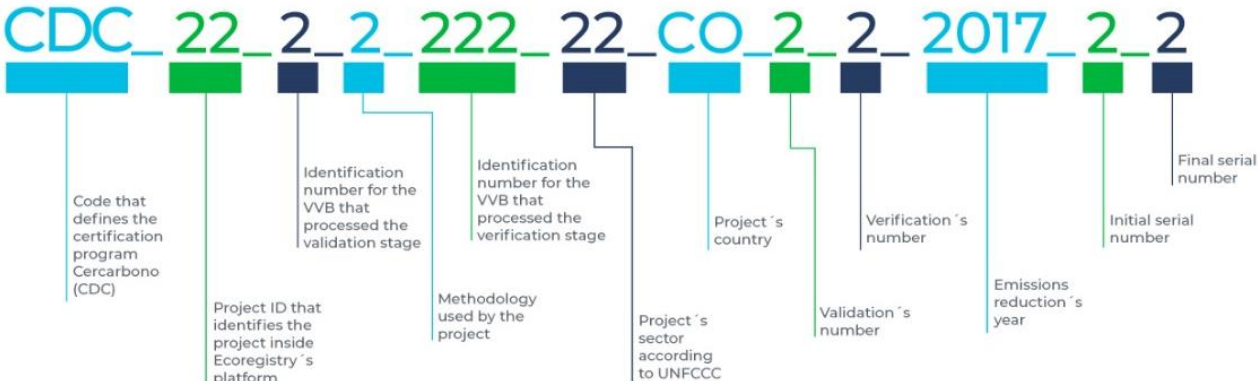 CDC_22_2_2_222_22_CO_2_2_2017_2_2
Code that
defines the
certification
program
Cercarbono
(CDC)
Project ID that
identifies the
project inside
Ecoregistry´s
platform
Identification
number for the
VVB that
processed the
validation stage
Methodology
used by the
project
Identification
number for the
VVB that
processed the
verification stage
Project´s
sector
according
to UNFCCC
Project´s
country
Validation´s
number
Verification´s
number
Emissions
reduction´s
year
Initial serial
number
Final serial
number